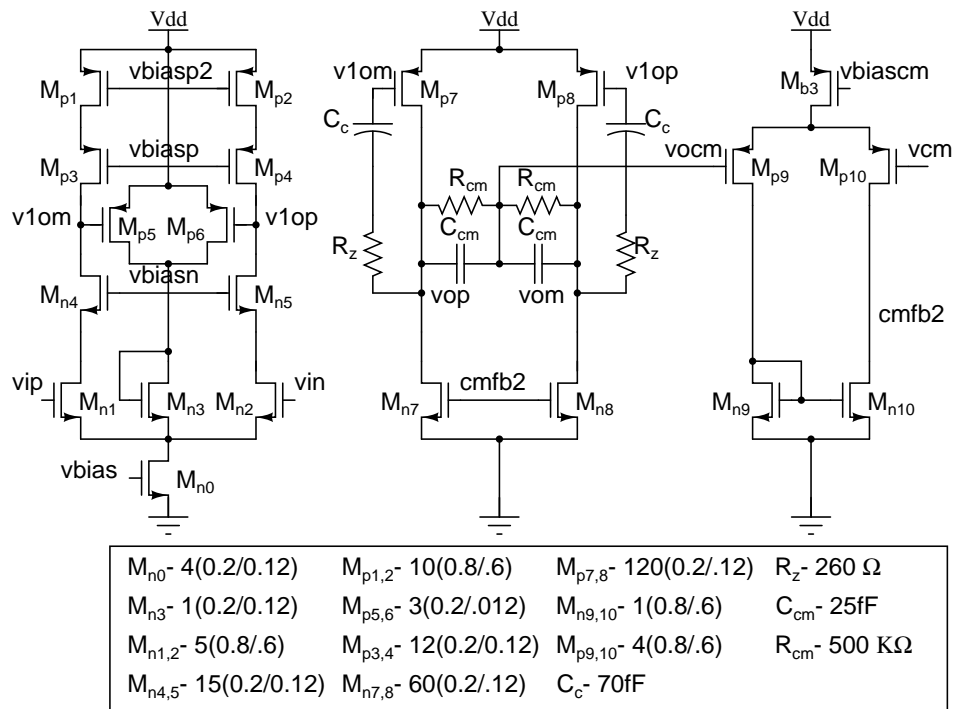 Vdd
Vdd
Vdd
vbiasp2
v1om
v1op
vbiascm
Mp1
Mp2
Mp7
Mp8
Mb3
Cc
Cc
vbiasp
vocm
vcm
Mp3
Mp4
Rcm
Rcm
Mp9
Mp10
v1om
v1op
Mp5
Mp6
Ccm
Ccm
Rz
Rz
vbiasn
Mn4
Mn5
vop
vom
cmfb2
vip
vin
cmfb2
Mn1
Mn3
Mn2
Mn7
Mn8
Mn9
Mn10
vbias
Mn0
Mn0- 4(0.2/0.12) Mp1,2- 10(0.8/.6) Mp7,8- 120(0.2/.12) Rz- 260 Ω
Mn3- 1(0.2/0.12) Mp5,6- 3(0.2/.012) Mn9,10- 1(0.8/.6) Ccm- 25fF
Mn1,2- 5(0.8/.6) Mp3,4- 12(0.2/0.12) Mp9,10- 4(0.8/.6) Rcm- 500 KΩ
Mn4,5- 15(0.2/0.12) Mn7,8- 60(0.2/.12) Cc- 70fF